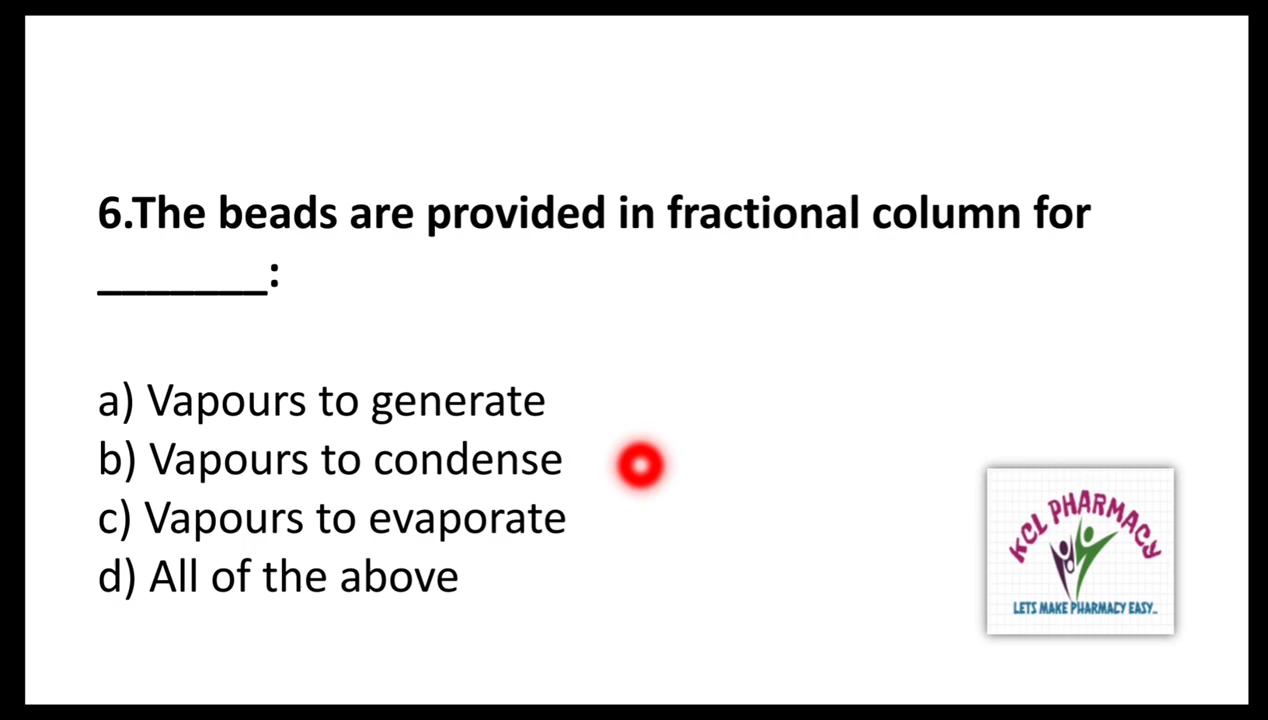 6.The beads are provided in fractional column for
_______:
a) Vapours to generate
b) Vapours to condense
c) Vapours to evaporate
d) All of the above
KCL PHARMACY
LETS MAKE PHARMACY EASY..